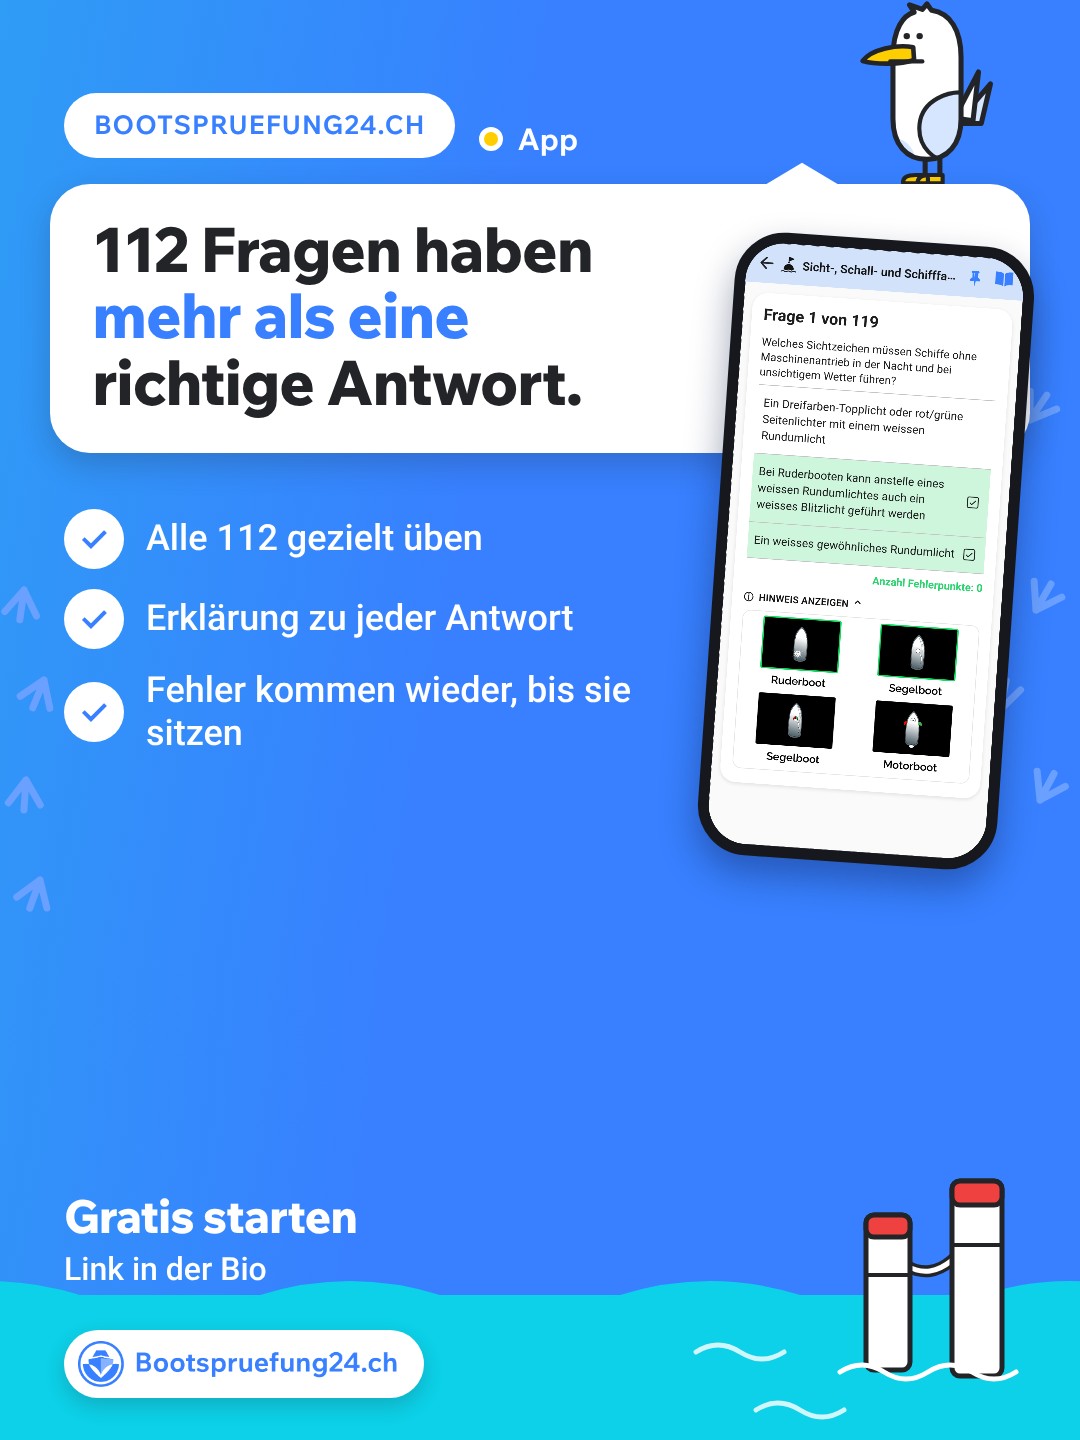 BOOTSPRUEFUNG24.CH
App
112 Fragen haben
mehr als eine
richtige Antwort.
Alle 112 gezielt üben
Erklärung zu jeder Antwort
Fehler kommen wieder, bis sie
sitzen
Sicht-, Schall- und Schifffa...
Frage 1 von 119
Welches Sichtzeichen müssen Schiffe ohne
Maschinenantrieb in der Nacht und bei
unsichtigem Wetter führen?
Ein Dreifarben-Topplicht oder rot/grüne
Seitenlichter mit einem weissen
Rundumlicht
Bei Ruderbooten kann anstelle eines
weissen Rundumlichtes auch ein
weisses Blitzlicht geführt werden
Ein weisses gewöhnliches Rundumlicht
Anzahl Fehlerpunkte: 0
HINWEIS ANZEIGEN
Ruderboot
Segelboot
Segelboot
Motorboot
Gratis starten
Link in der Bio
Bootspruefung24.ch